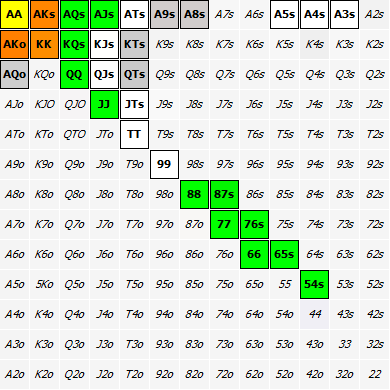 AA AKs AQs AJs ATs A9s A8s A7s A6s A5s A4s A3s A2s
AKo KK KQs KJs KTs K9s K8s K7s K6s K5s K4s K3s K2s
AQo KQo QQ QJs QTs Q9s Q8s Q7s Q6s Q5s Q4s Q3s Q2s
AJo KJO QJO JJ JTs J9s J8s J7s J6s J5s J4s J3s J2s
ATo KTo QTO JTo TT T9s T8s T7s T6s T5s T4s T3s T2s
A9o K9o Q9o J9o T9o 99 98s 97s 96s 95s 94s 93s 92s
A8o K8o Q8o J8o T8o 98o 88 87s 86s 85s 84s 83s 82s
A7o K7o Q7o J7o T7o 97o 87o 77 76s 75s 74s 73s 72s
A6o K6o Q6o J6o T6o 96o 86o 76o 66 65s 64s 63s 62s
A5o 5Ko Q5o J5o T5o 95o 85o 75o 65o 55 54s 53s 52s
A4o K4o Q4o J4o T4o 94o 84o 74o 64o 54o 44 43s 42s
A3o K3o Q3o J3o T3o 93o 83o 73o 63o 53o 43o 33 32s
A2o K2o Q2o J2o T2o 92o 82o 72o 62o 52o 42o 32o 22